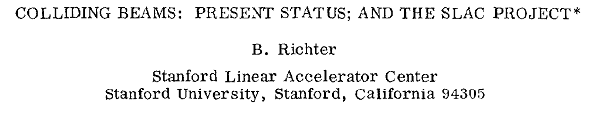 COLLIDING BEAMS: PRESENT STATUS; AND THE SLAC PROJECT*
B. Richter
Stanford Linear Accelerator Center
Stanford University, Stanford, California 94305